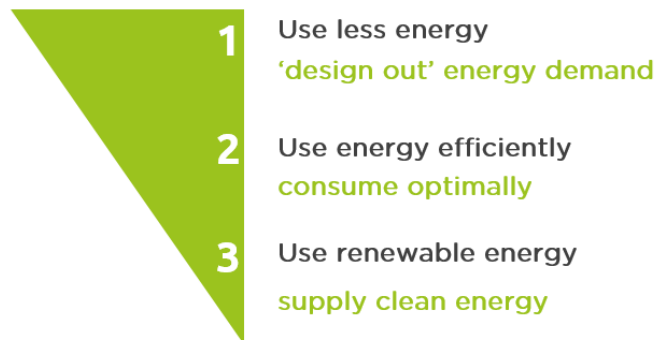 1 Use less energy
‘design out’ energy demand
2 Use energy efficiently
consume optimally
3 Use renewable energy
supply clean energy